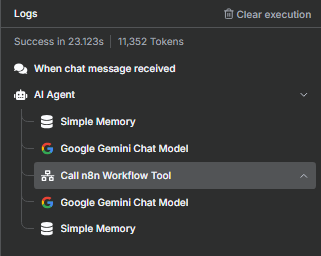 Logs
Clear execution
Success in 23.123s | 11,352 Tokens
When chat message received
AI Agent
Simple Memory
Google Gemini Chat Model
Call n8n Workflow Tool
Google Gemini Chat Model
Simple Memory